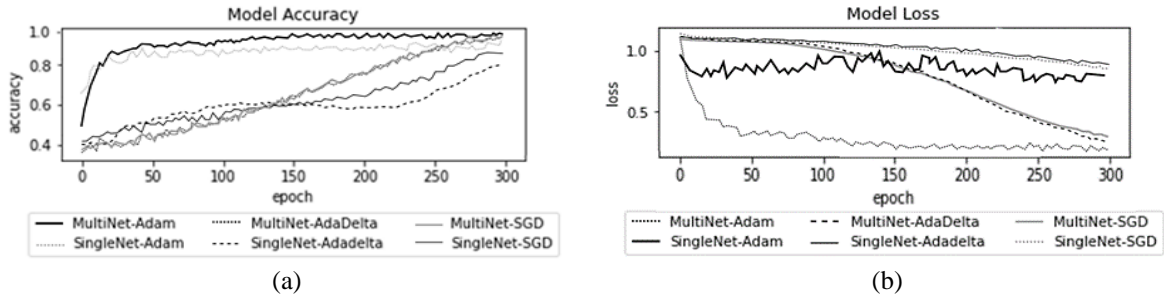 Model Accuracy
1.0
0.8
0.6
0.4
accuracy
0 50 100 150 200 250 300
epoch
MultiNet-Adam MultiNet-AdaDelta MultiNet-SGD
SingleNet-Adam SingleNet-Adadelta SingleNet-SGD
(a)
Model Loss
1.0
0.5
loss
0 50 100 150 200 250 300
epoch
MultiNet-Adam MultiNet-AdaDelta MultiNet-SGD
SingleNet-Adam SingleNet-Adadelta SingleNet-SGD
(b)